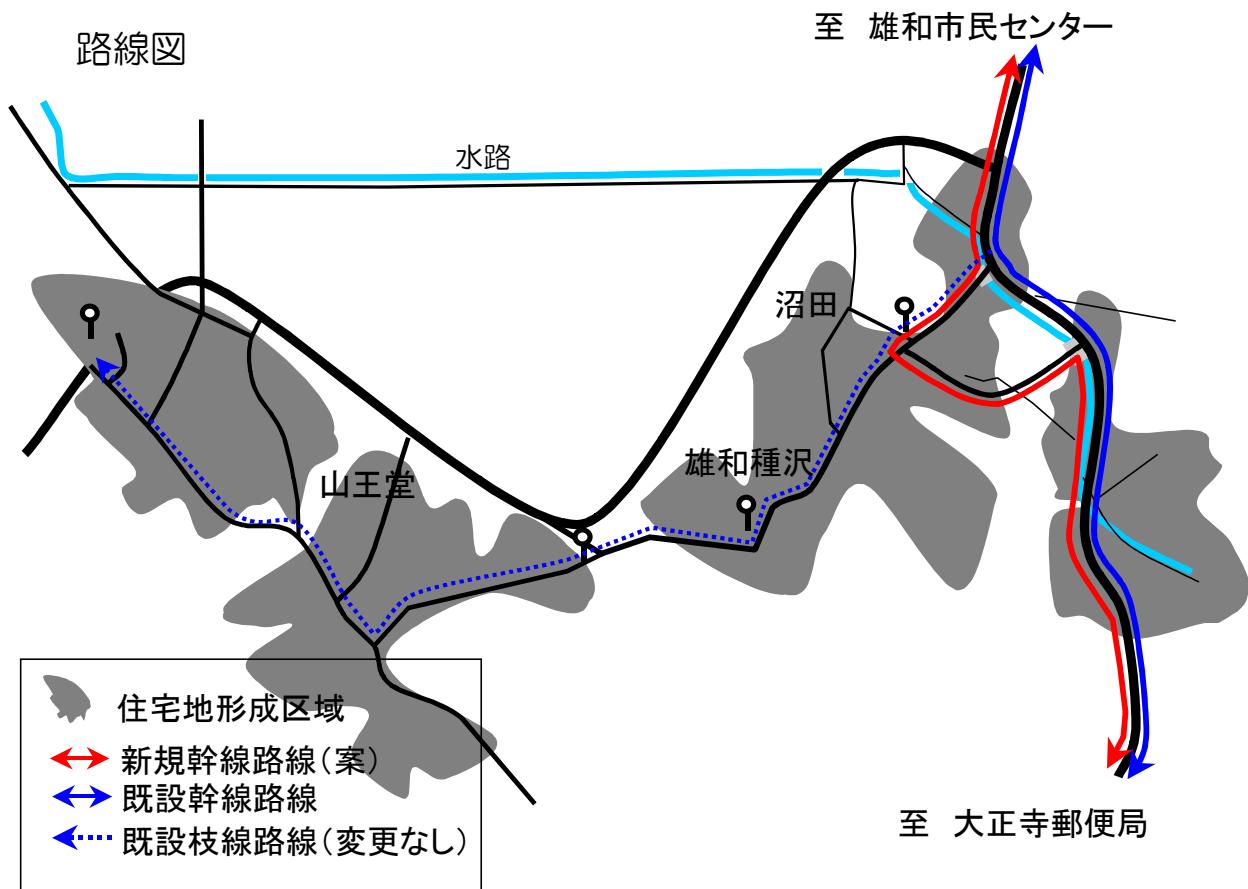 路線図
至　雄和市民センター
水路
沼田
雄和種沢
山王堂
住宅地形成区域
新規幹線路線（案）
既設幹線路線
既設枝線路線（変更なし）
至　大正寺郵便局